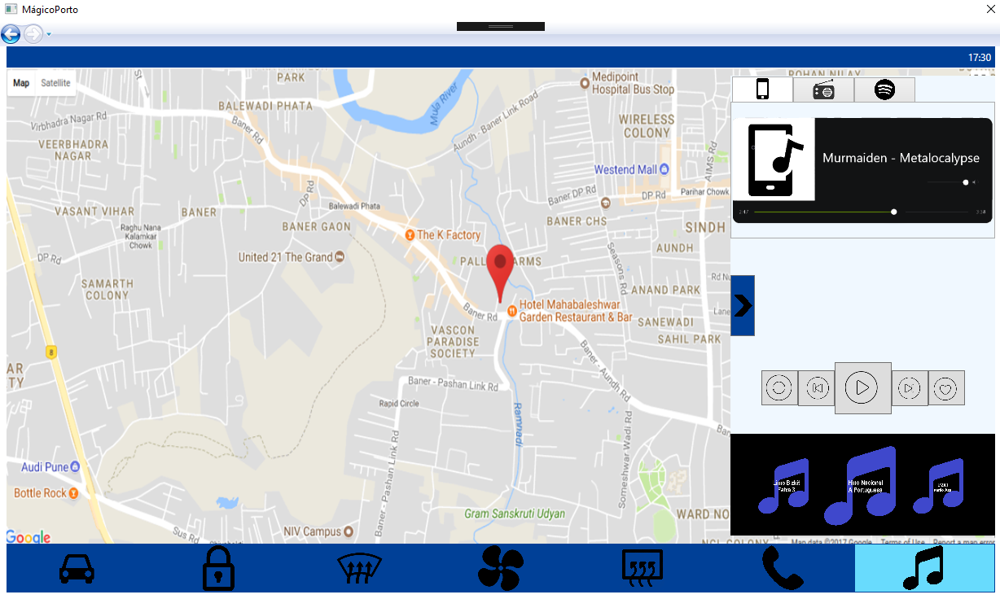 MágicoPorto
17:30
Map Satellite
PARK
St
BALEWADI PHATA
Mula River
Medipoint
Hospital Bus Stop
ROHAN NILAY
Virbhadra Nagar Rd
Baner Rd
Aundh - Baner Link Road
WIRELESS
COLONY
VEERBHADRA
NAGAR
AIMS Rd
Westend Mall
Murmaiden - Metalocalypse
DP Rd
Balewadi Phata
Baner DP Rd
DP Rd
Parihar Chowk
VASANT VIHAR
BANER
BANER GAON
BANER CHS
SINDH
Raghu Nana
Kalamkar
Chowk
The K Factory
AUNDH
DP Rd
United 21 The Grand
Seasons Rd
SAMARTH
COLONY
ANAND PARK
Hotel Mahabaleshwar
Garden Restaurant & Bar
Baner Rd
Lane
SANEWADI
VASCON
PARADISE
SOCIETY
SAHIL PARK
8
Baner - Aundh Rd
Baner - Pashan Link Rd
Rapid Circle
Ramnadi
Someshwar Wadi Rd
Baner - Pashan Link Rd
Audi Pune
Bottle Rock
Hino Nacional
A Portuguesa
Gram Sanskruti Udyan
WARD NO
Sus Rd
NIV Campus
Google
NCL COLONY
Map data ©2017 Google Terms of Use Report a map error